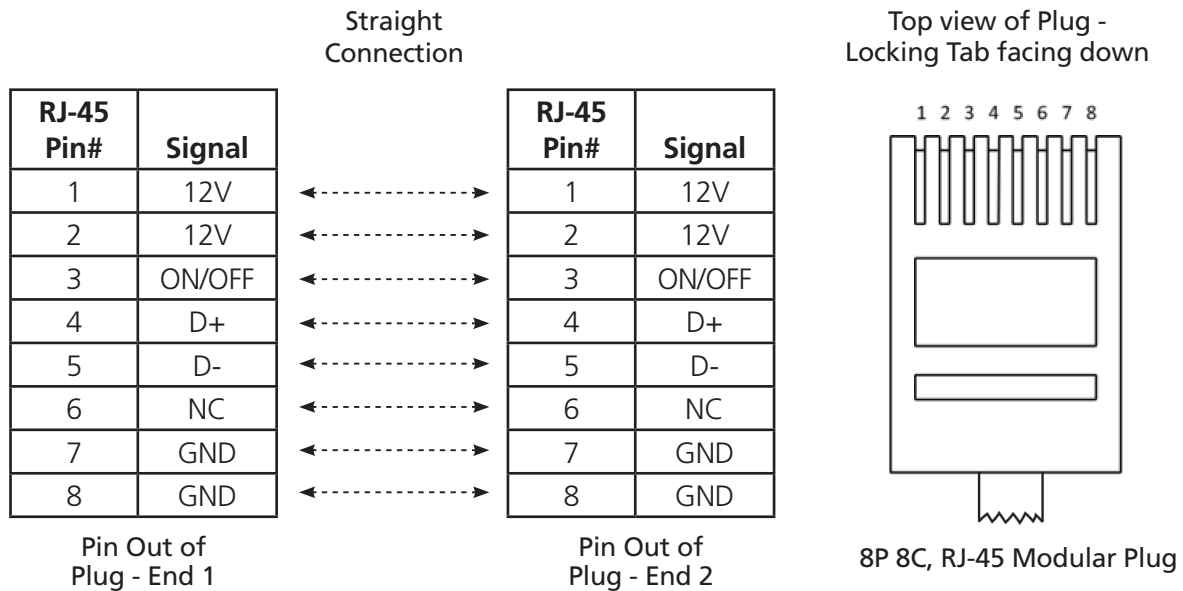 Straight
Connection
Top view of Plug -
Locking Tab facing down
RJ-45 Pin# Signal RJ-45 Pin# Signal
1 12V 1 12V
2 12V 2 12V
3 ON/OFF 3 ON/OFF
4 D+ 4 D+
5 D- 5 D-
6 NC 6 NC
7 GND 7 GND
8 GND 8 GND
Pin Out of
Plug - End 1
Pin Out of
Plug - End 2
1 2 3 4 5 6 7 8
8P 8C, RJ-45 Modular Plug